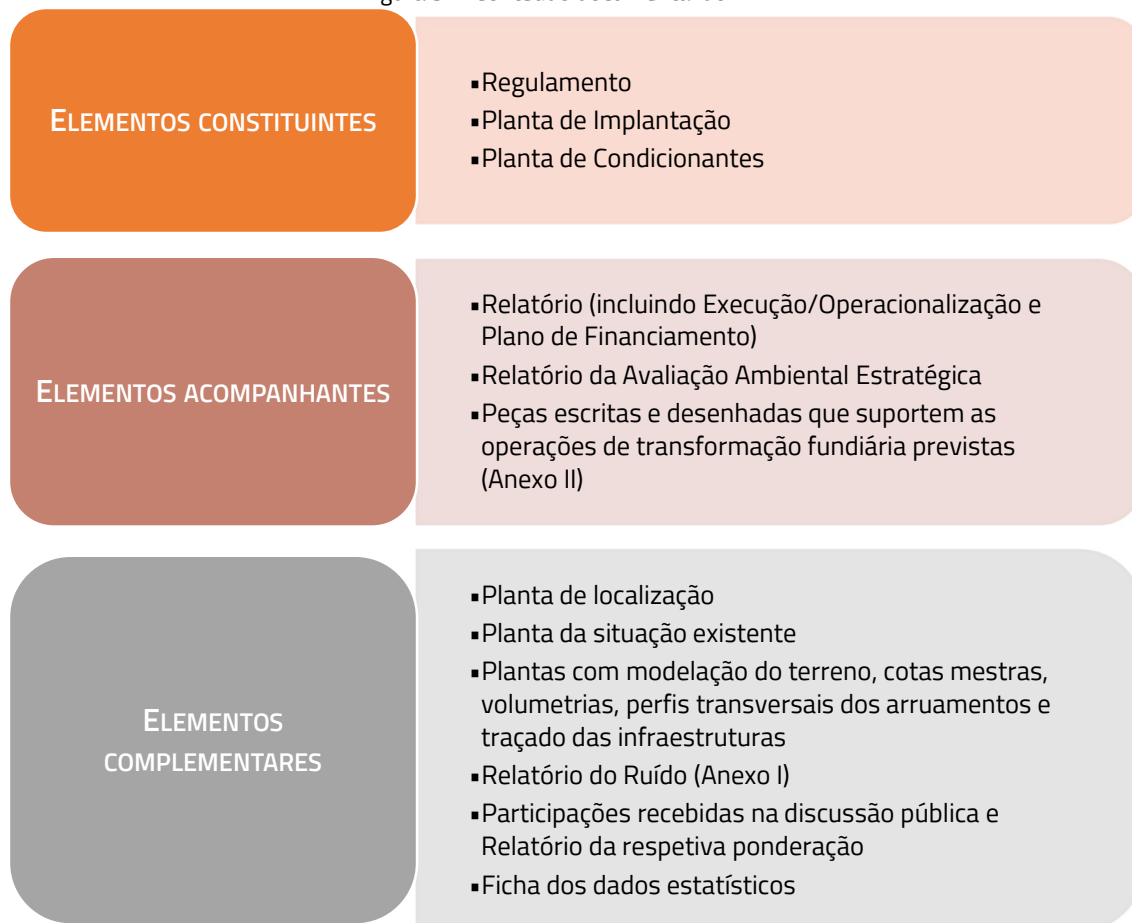 ELEMENTOS CONSTITUINTES
▪Regulamento
▪Planta de Implantação
▪Planta de Condicionantes
ELEMENTOS ACOMPANHANTES
▪Relatório (incluindo Execução/Operacionalização e
Plano de Financiamento)
▪Relatório da Avaliação Ambiental Estratégica
▪Peças escritas e desenhadas que suportem as
operações de transformação fundiária previstas
(Anexo II)
ELEMENTOS
COMPLEMENTARES
▪Planta de localização
▪Planta da situação existente
▪Plantas com modelação do terreno, cotas mestras,
volumetrias, perfis transversais dos arruamentos e
traçado das infraestruturas
▪Relatório do Ruído (Anexo I)
▪Participações recebidas na discussão pública e
Relatório da respetiva ponderação
▪Ficha dos dados estatísticos